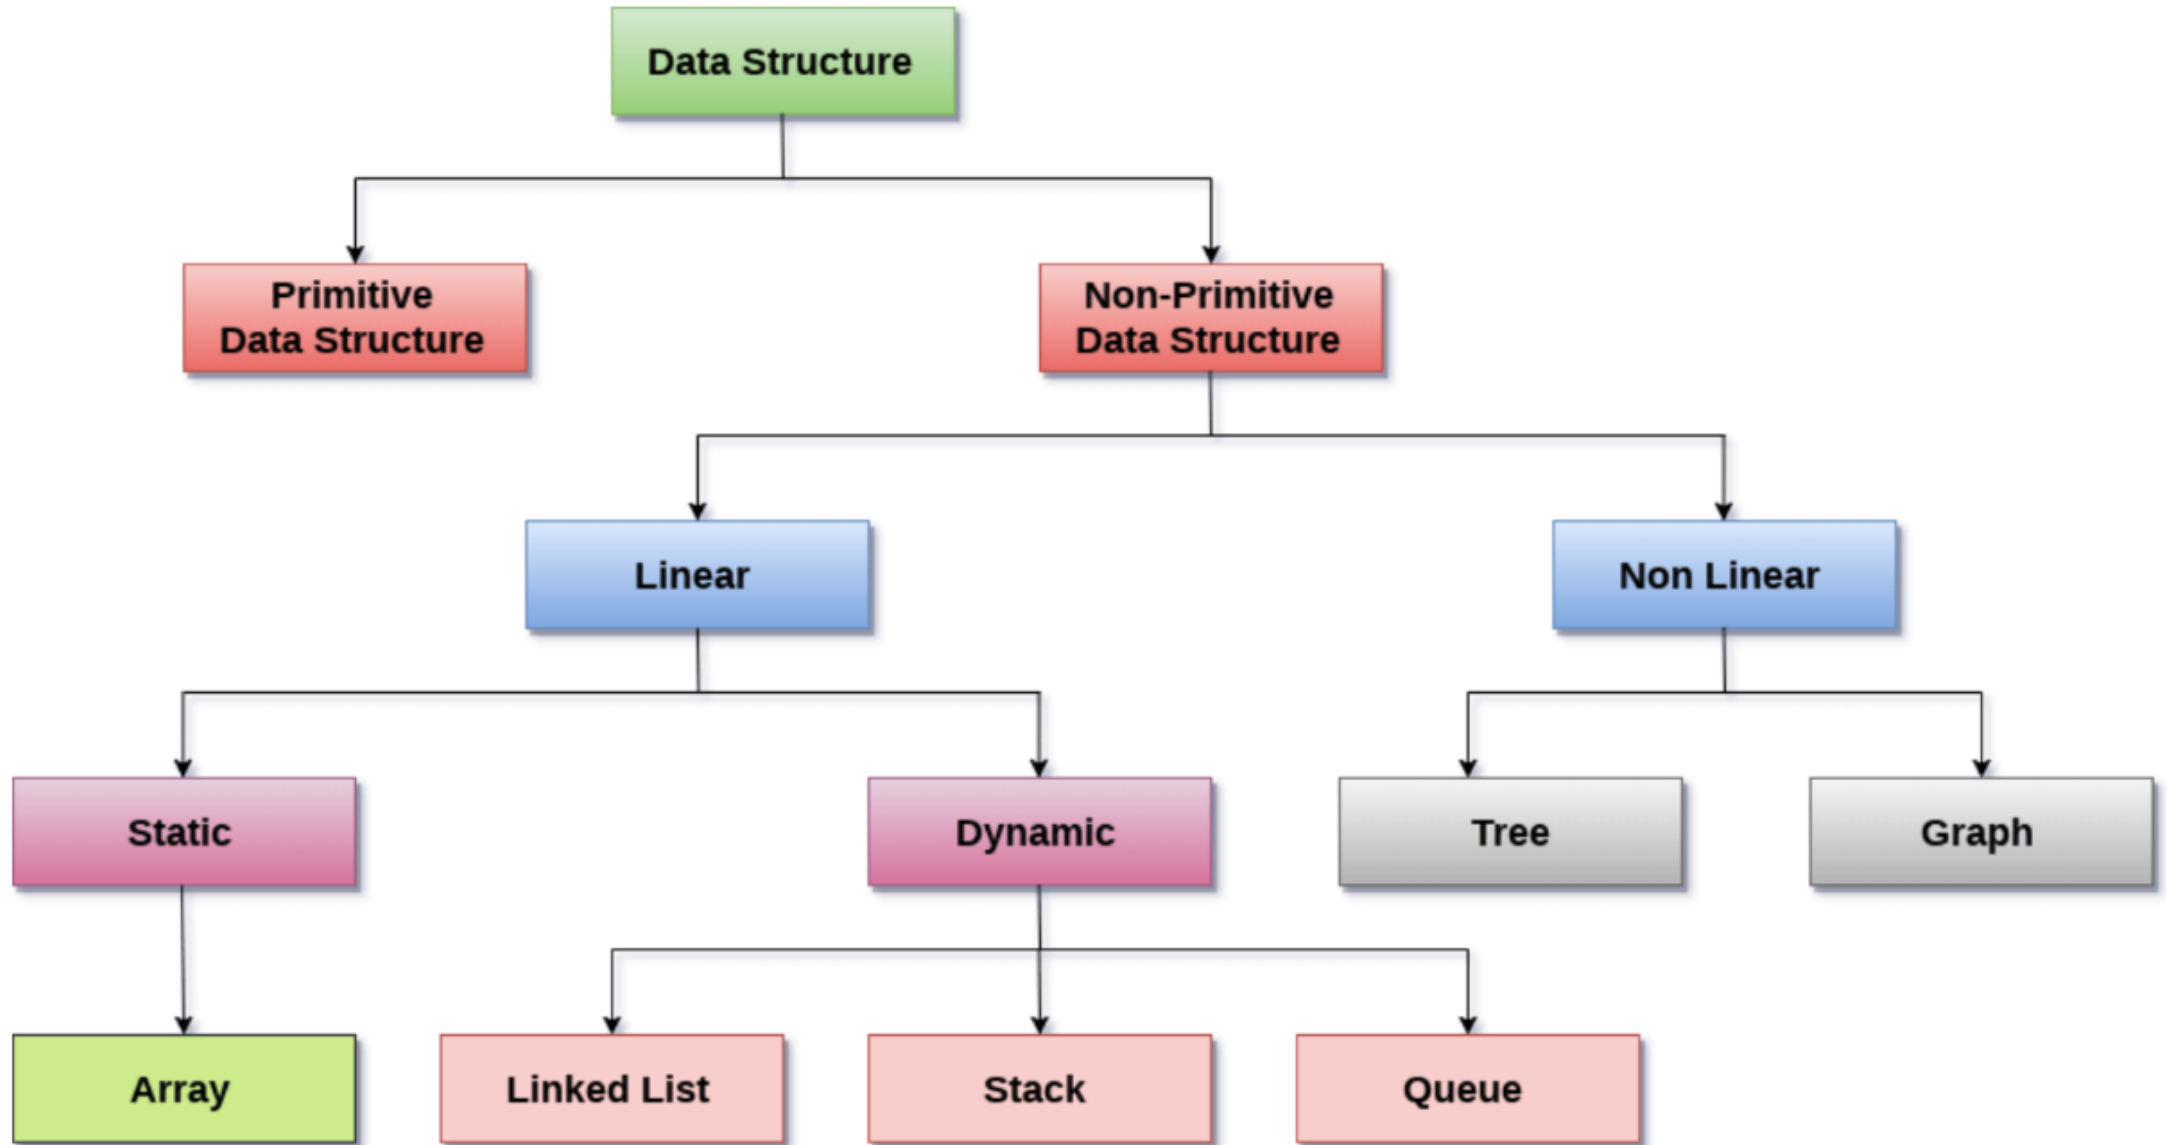 Data Structure
Primitive
Data Structure
Non-Primitive
Data Structure
Linear
Non Linear
Static
Dynamic
Tree
Graph
Array
Linked List
Stack
Queue